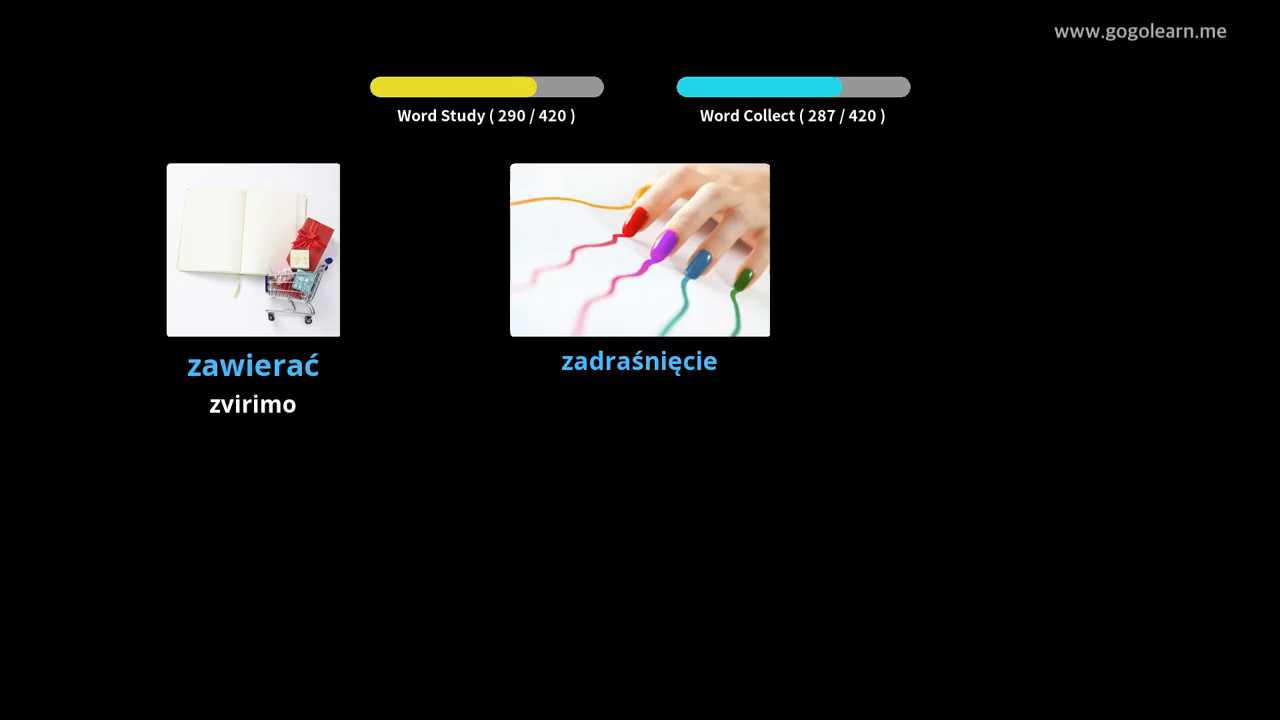 www.gogolearn.me
Word Study ( 290 / 420 )
Word Collect ( 287 / 420 )
zawierać
zvirimo
zadraśnięcie